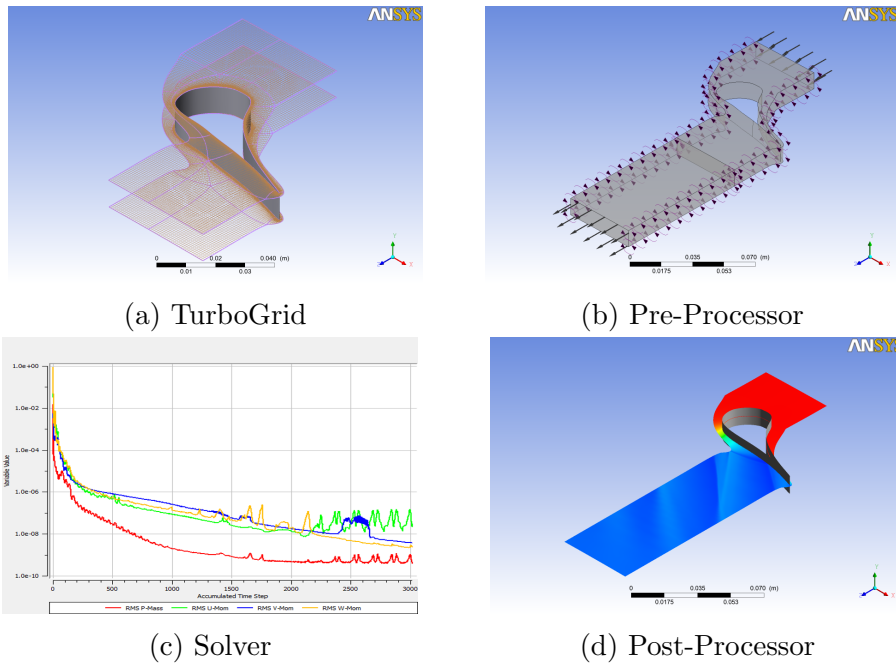 ANSYS
0 0.02 0.040 (m)
0.01 0.03
Y
X
Z
(a) TurboGrid
ANSYS
0 0.035 0.070 (m)
0.0175 0.053
Y
X
Z
(b) Pre-Processor
1.0e+00
1.0e-02
1.0e-04
1.0e-06
1.0e-08
1.0e-10
Variable Value
0 500 1000 1500 2000 2500 3000
Accumulated Time Step
RMS P-Mass RMS U-Mom RMS V-Mom RMS W-Mom
(c) Solver
ANSYS
0 0.035 0.070 (m)
0.0175 0.053
Y
X
Z
(d) Post-Processor